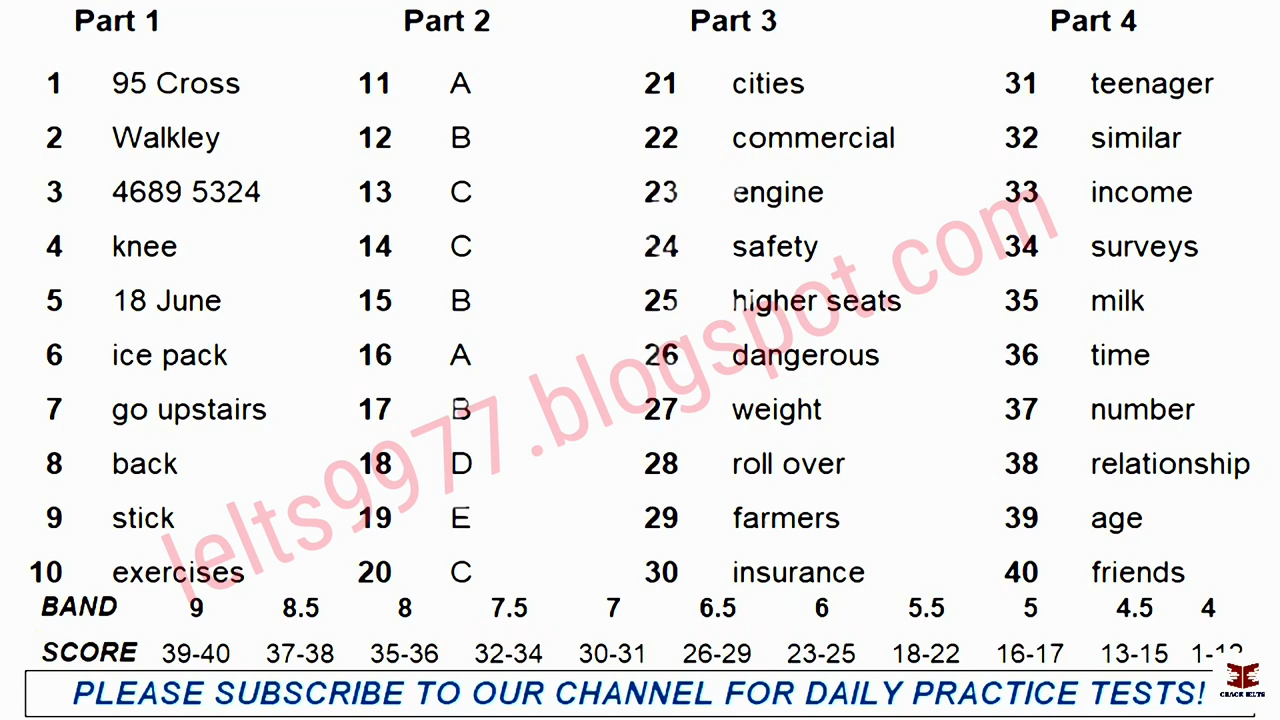 Part 1 Part 2 Part 3 Part 4
1 95 Cross 11 A 21 cities 31 teenager
2 Walkley 12 B 22 commercial 32 similar
3 4689 5324 13 C 23 engine 33 income
4 knee 14 C 24 safety 34 surveys
5 18 June 15 B 25 higher seats 35 milk
6 ice pack 16 A 26 dangerous 36 time
7 go upstairs 17 B 27 weight 37 number
8 back 18 D 28 roll over 38 relationship
9 stick 19 E 29 farmers 39 age
10 exercises 20 C 30 insurance 40 friends
Ielts9977.blogspot.com
BAND 9 8.5 8 7.5 7 6.5 6 5.5 5 4.5 4
SCORE 39-40 37-38 35-36 32-34 30-31 26-29 23-25 18-22 16-17 13-15
PLEASE SUBSCRIBE TO OUR CHANNEL FOR DAILY PRACTICE TESTS!
CRACK IELTS